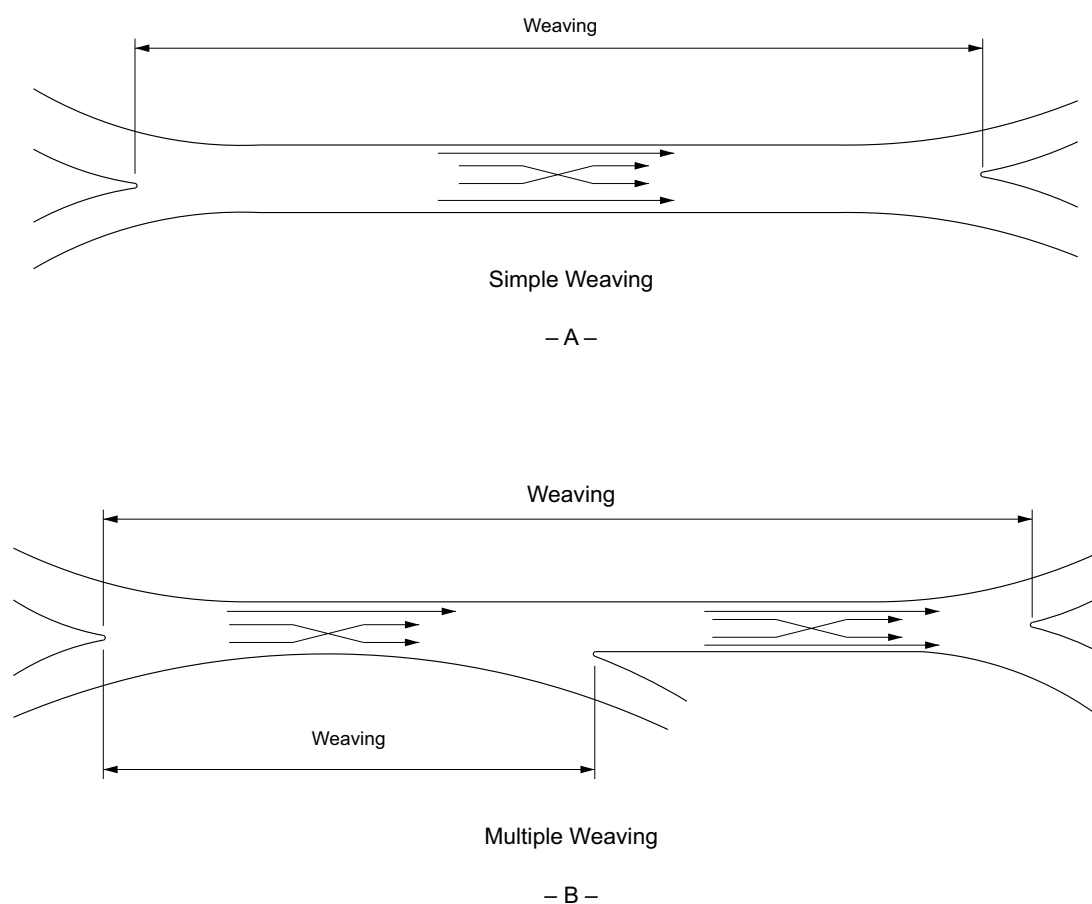 Weaving
Simple Weaving
– A –
Weaving
Weaving
Multiple Weaving
– B –